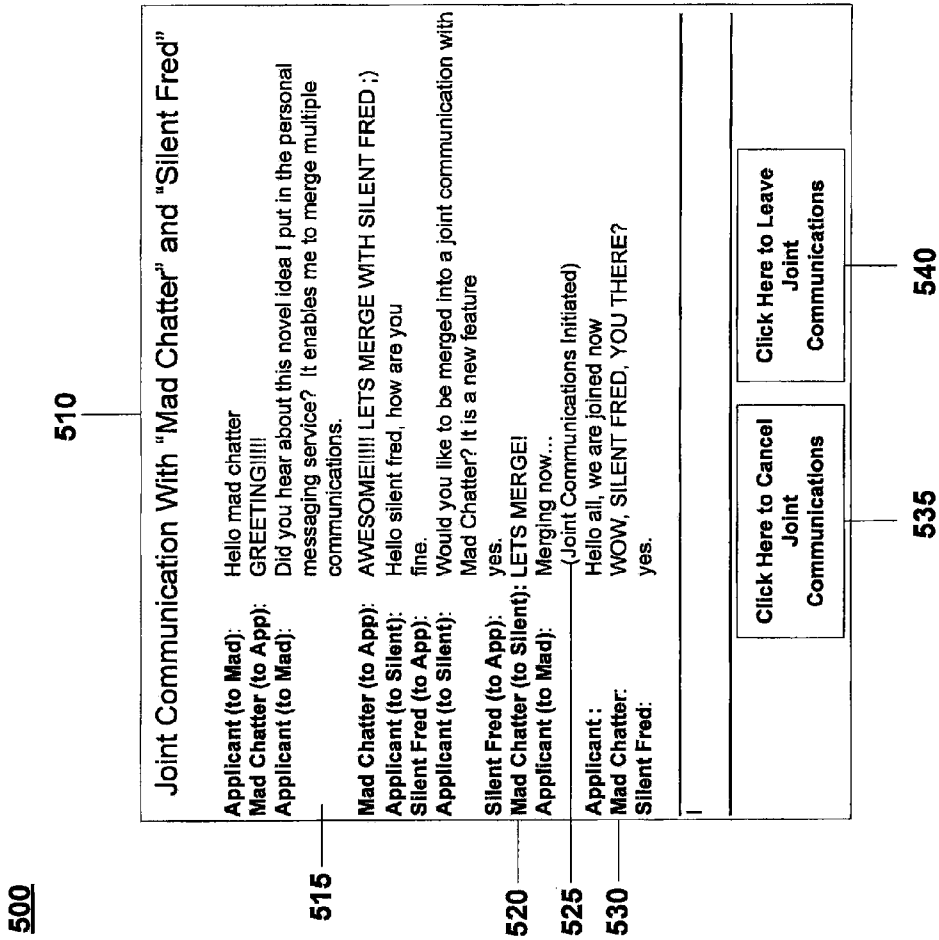 500
510
Joint Communication With "Mad Chatter" and "Silent Fred"
Applicant (to Mad): Hello mad chatter
Mad Chatter (to App): GREETING!!!!!
Applicant (to Mad): Did you hear about this novel idea I put in the personal
messaging service? It enables me to merge multiple
communications.
Mad Chatter (to App): AWESOME!!!!! LETS MERGE WITH SILENT FRED ;)
Applicant (to Silent): Hello silent fred, how are you
Silent Fred (to App): fine.
Applicant (to Silent): Would you like to be merged into a joint communication with
Mad Chatter? It is a new feature
Silent Fred (to App): yes.
Mad Chatter (to Silent): LETS MERGE!
Applicant (to Mad): Merging now...
(Joint Communications Initiated)
Applicant : Hello all, we are joined now
Mad Chatter: WOW, SILENT FRED, YOU THERE?
Silent Fred: yes.
515
520
525
530
Click Here to Cancel
Joint
Communications
Click Here to Leave
Joint
Communications
535
540